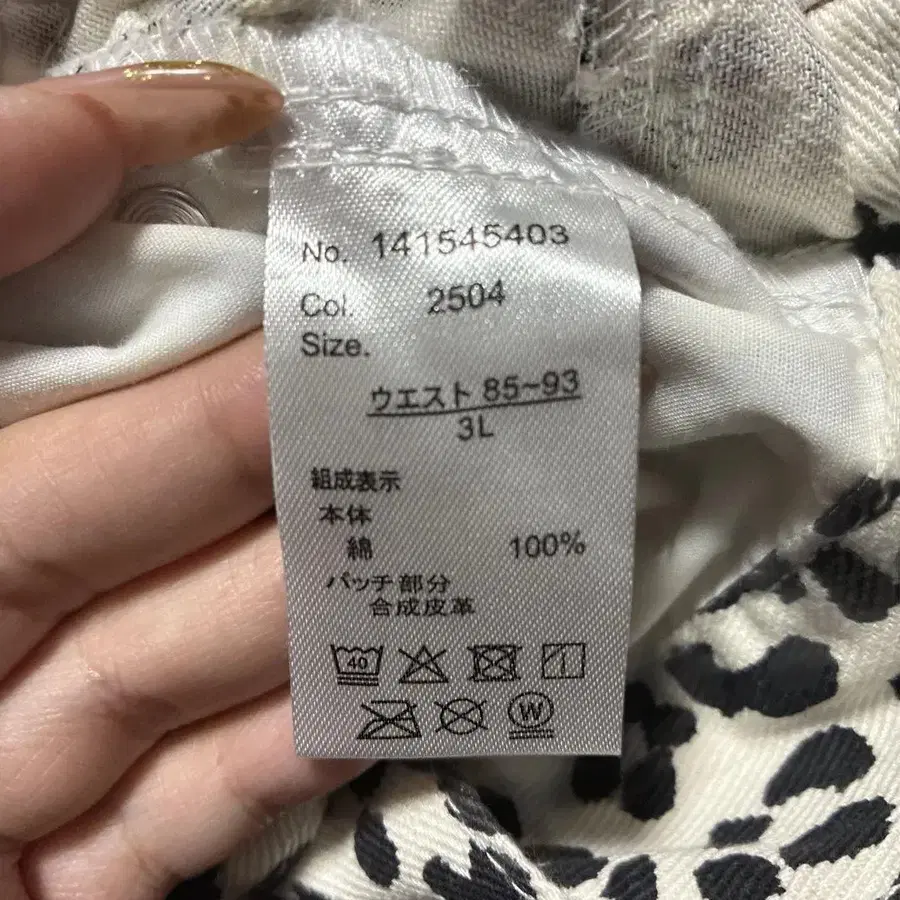 No. 141545403
Col. 2504
Size.
ウエスト 85~93
3L
組成表示
本体
綿 100%
パッチ部分
合成皮革
40
W